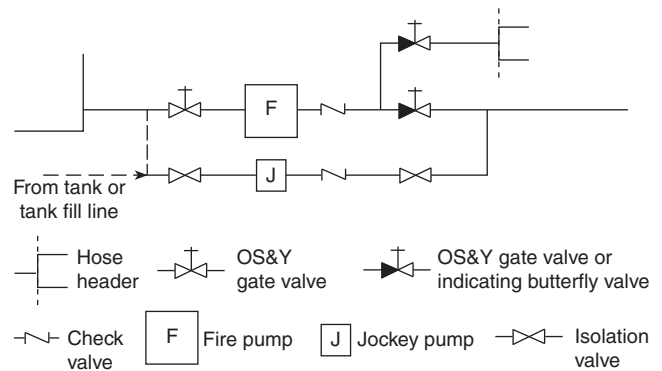 F
J
From tank or
tank fill line
Hose
header
OS&Y
gate valve
OS&Y gate valve or
indicating butterfly valve
Check
valve
F
Fire pump
J
Jockey pump
Isolation
valve